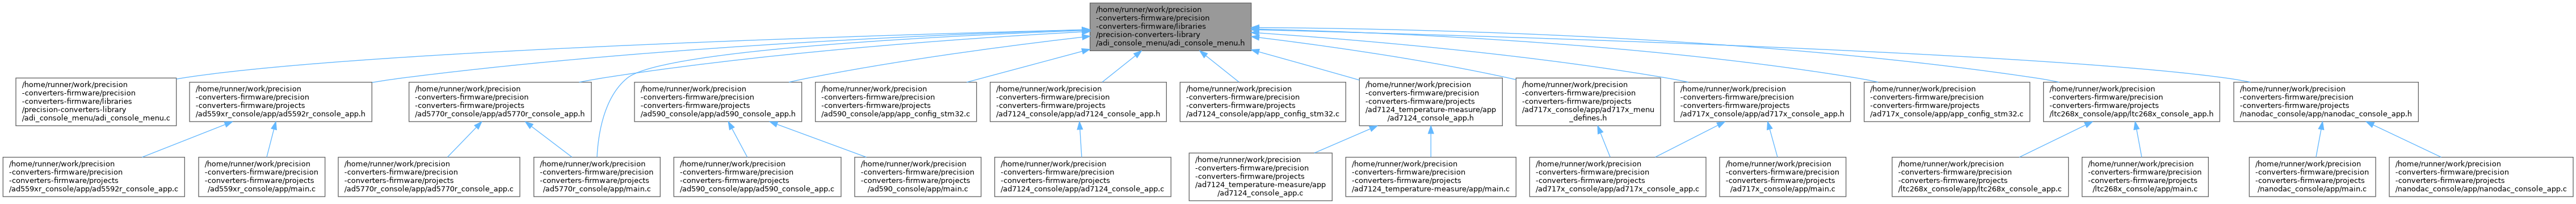 /home/runner/work/precision
-converters-firmware/precision
-converters-firmware/libraries
/precision-converters-library
/adi_console_menu/adi_console_menu.h
/home/runner/work/precision
-converters-firmware/precision
-converters-firmware/libraries
/precision-converters-library
/adi_console_menu/adi_console_menu.c
/home/runner/work/precision
-converters-firmware/precision
-converters-firmware/projects
/ad559xr_console/app/ad5592r_console_app.h
/home/runner/work/precision
-converters-firmware/precision
-converters-firmware/projects
/ad5770r_console/app/ad5770r_console_app.h
/home/runner/work/precision
-converters-firmware/precision
-converters-firmware/projects
/ad590_console/app/ad590_console_app.h
/home/runner/work/precision
-converters-firmware/precision
-converters-firmware/projects
/ad590_console/app/app_config_stm32.c
/home/runner/work/precision
-converters-firmware/precision
-converters-firmware/projects
/ad7124_console/app/ad7124_console_app.h
/home/runner/work/precision
-converters-firmware/precision
-converters-firmware/projects
/ad7124_console/app/app_config_stm32.c
/home/runner/work/precision
-converters-firmware/precision
-converters-firmware/projects
/ad7124_temperature-measure/app
/ad7124_console_app.h
/home/runner/work/precision
-converters-firmware/precision
-converters-firmware/projects
/ad717x_console/app/ad717x_menu
_defines.h
/home/runner/work/precision
-converters-firmware/precision
-converters-firmware/projects
/ad717x_console/app/ad717x_console_app.h
/home/runner/work/precision
-converters-firmware/precision
-converters-firmware/projects
/ad717x_console/app/app_config_stm32.c
/home/runner/work/precision
-converters-firmware/precision
-converters-firmware/projects
/ltc268x_console/app/ltc268x_console_app.h
/home/runner/work/precision
-converters-firmware/precision
-converters-firmware/projects
/nanodac_console/app/nanodac_console_app.h
/home/runner/work/precision
-converters-firmware/precision
-converters-firmware/projects
/ad559xr_console/app/ad5592r_console_app.c
/home/runner/work/precision
-converters-firmware/precision
-converters-firmware/projects
/ad559xr_console/app/main.c
/home/runner/work/precision
-converters-firmware/precision
-converters-firmware/projects
/ad5770r_console/app/ad5770r_console_app.c
/home/runner/work/precision
-converters-firmware/precision
-converters-firmware/projects
/ad5770r_console/app/main.c
/home/runner/work/precision
-converters-firmware/precision
-converters-firmware/projects
/ad590_console/app/ad590_console_app.c
/home/runner/work/precision
-converters-firmware/precision
-converters-firmware/projects
/ad590_console/app/main.c
/home/runner/work/precision
-converters-firmware/precision
-converters-firmware/projects
/ad7124_console/app/ad7124_console_app.c
/home/runner/work/precision
-converters-firmware/precision
-converters-firmware/projects
/ad7124_temperature-measure/app
/ad7124_console_app.c
/home/runner/work/precision
-converters-firmware/precision
-converters-firmware/projects
/ad7124_temperature-measure/app/main.c
/home/runner/work/precision
-converters-firmware/precision
-converters-firmware/projects
/ad717x_console/app/ad717x_console_app.c
/home/runner/work/precision
-converters-firmware/precision
-converters-firmware/projects
/ad717x_console/app/main.c
/home/runner/work/precision
-converters-firmware/precision
-converters-firmware/projects
/ltc268x_console/app/ltc268x_console_app.c
/home/runner/work/precision
-converters-firmware/precision
-converters-firmware/projects
/ltc268x_console/app/main.c
/home/runner/work/precision
-converters-firmware/precision
-converters-firmware/projects
/nanodac_console/app/main.c
/home/runner/work/precision
-converters-firmware/precision
-converters-firmware/projects
/nanodac_console/app/nanodac_console_app.c